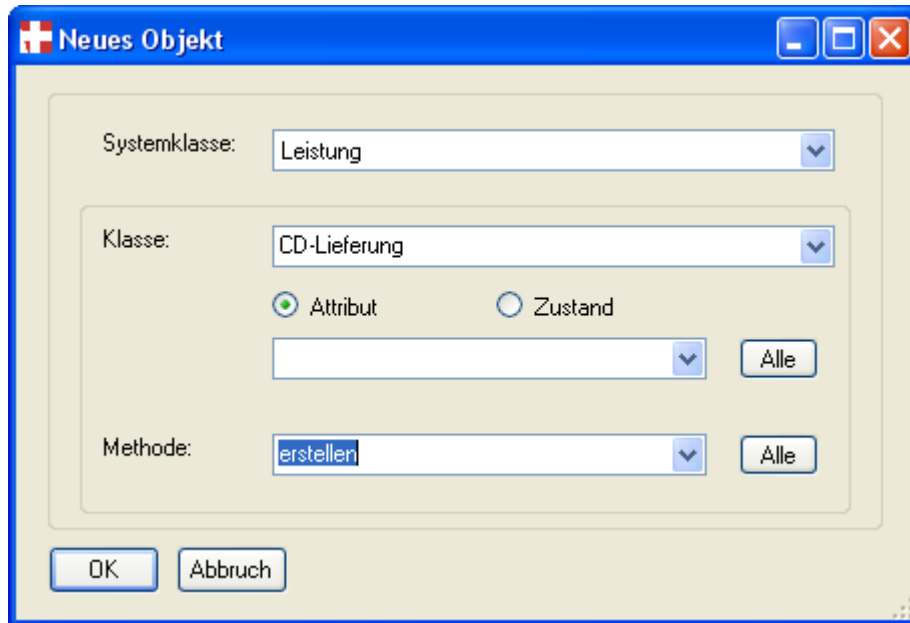 Neues Objekt
Systemklasse: Leistung
Klasse: CD-Lieferung
Attribut Zustand
Alle
Methode: erstellen Alle
OK Abbruch